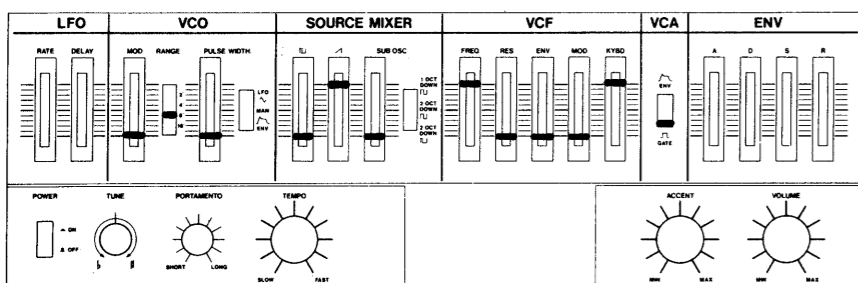 LFO VCO SOURCE MIXER VCF VCA ENV
RATE DELAY MOD RANGE PULSE WIDTH SUB OSC FREQ RES ENV MOD KYBD A D S R
2'
4'
8'
16'
LFO
MAN
ENV
1 OCT
DOWN
2 OCT
DOWN
2 OCT
DOWN
ENV
GATE
POWER TUNE PORTAMENTO TEMPO ACCENT VOLUME
ON
OFF
SHORT LONG
SLOW FAST
MAX
MAX